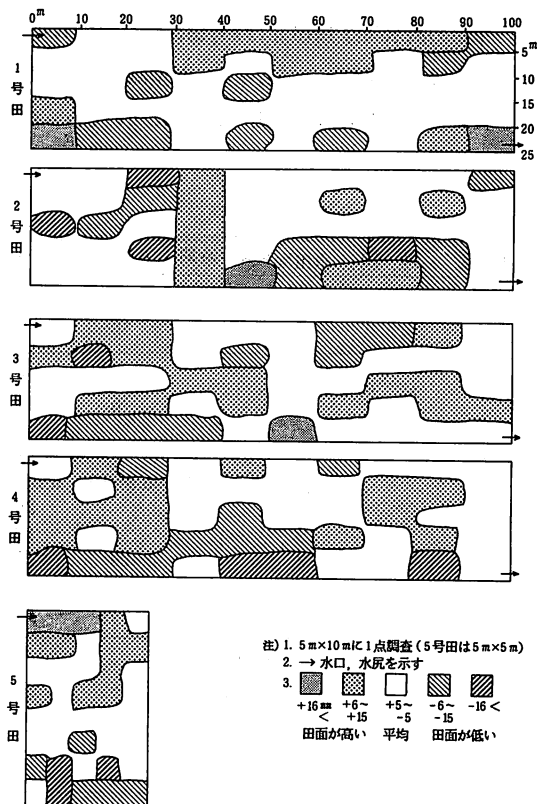 0m 10 20 30 40 50 60 70 80 90 100
5m
10
15
20
25
1号田
2号田
3号田
4号田
5号田
注) 1. 5m×10mに1点調査(5号田は5m×5m)
2. → 水口,水尻を示す
3.
+16mm< +6~+15 +5~-5 -6~-15 -16<
田面が高い 平均 田面が低い